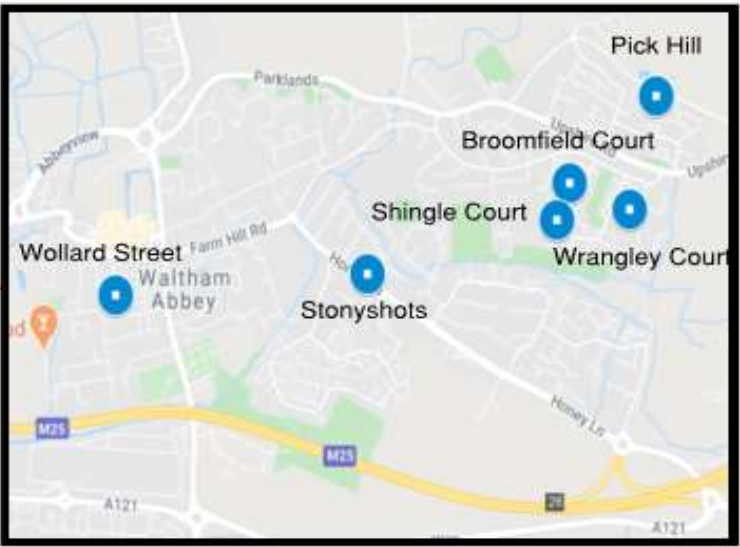 Pick Hill
Parklands
Broomfield Court
Abbeyview
Shingle Court
Wrangley Court
Farm Hill Rd
Wollard Street
Waltham
Abbey
Stonyshots
Honey Ln
M25
M25
A121
28
A121